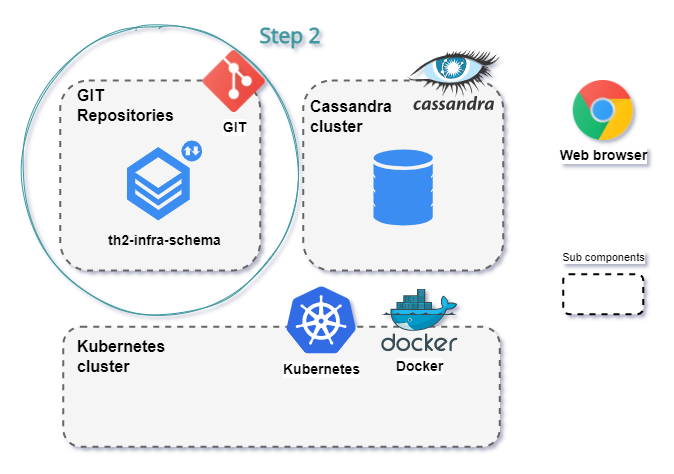 Step 2
GIT
Repositories
GIT
th2-infra-schema
Cassandra
cluster
cassandra
Web browser
Sub components
Kubernetes
cluster
Kubernetes
docker
Docker